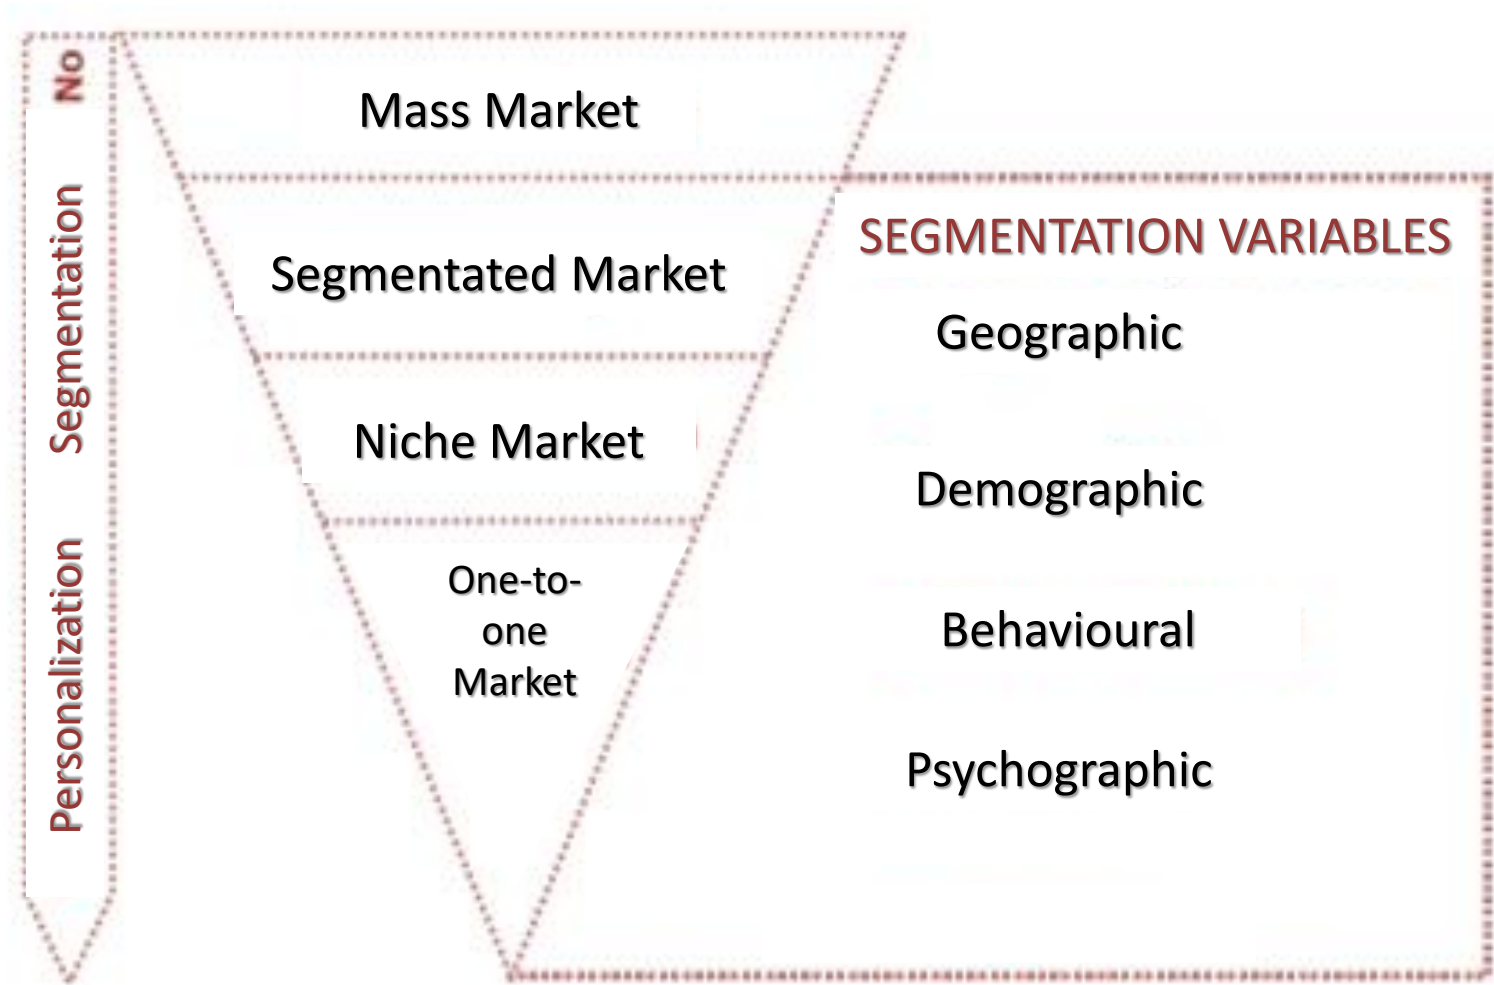 No
Segmentation
Personalization
Mass Market
Segmentated Market
Niche Market
One-to-
one
Market
SEGMENTATION VARIABLES
Geographic
Demographic
Behavioural
Psychographic